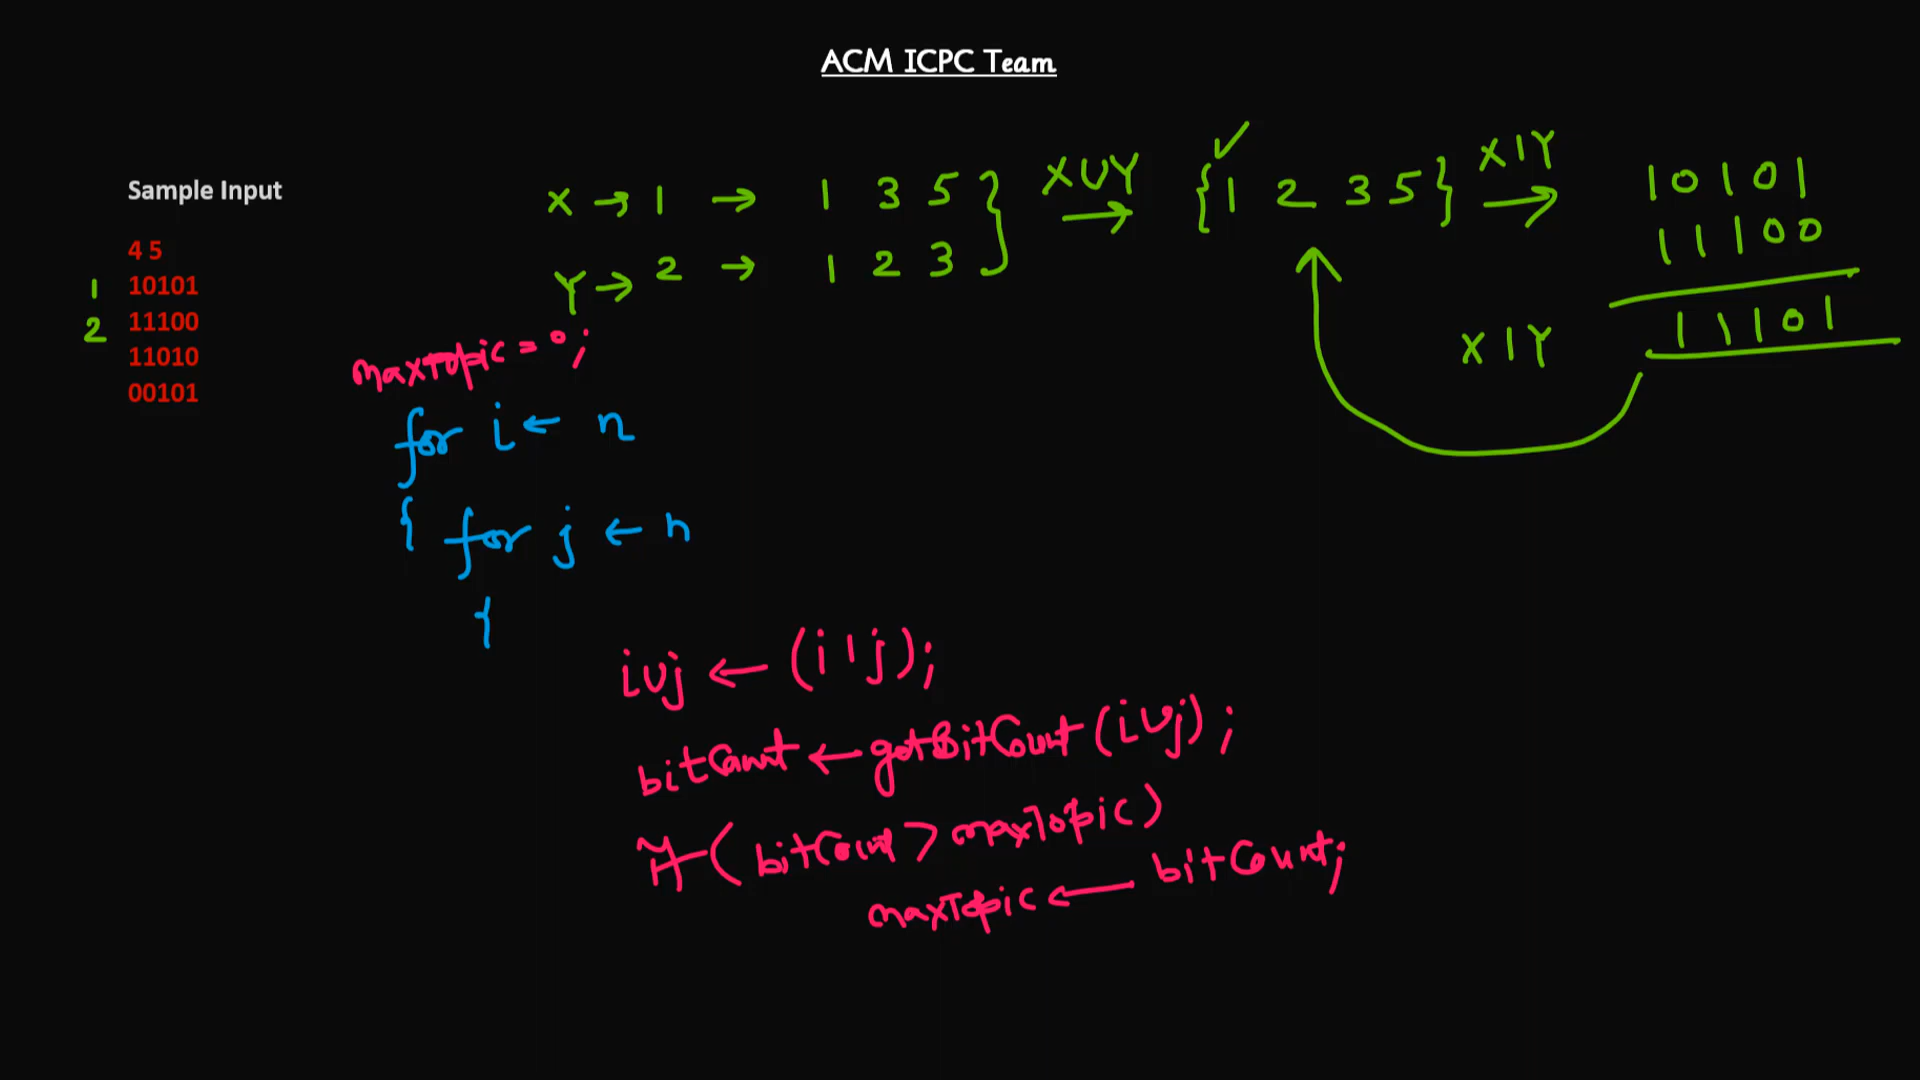 ACM ICPC Team
Sample Input
4 5
1 10101
2 11100
11010
00101
X → 1 → 1 3 5 }
Y → 2 → 1 2 3
X∪Y →
✓
{1 2 3 5}
X|Y →
10101
11100
X|Y 11101
maxTopic = 0;
for i ← n
{ for j ← n
{
i∪j ← (i | j);
bitCount ← getBitCount (i∪j);
if (bitCount > maxTopic)
maxTopic ← bitCount;